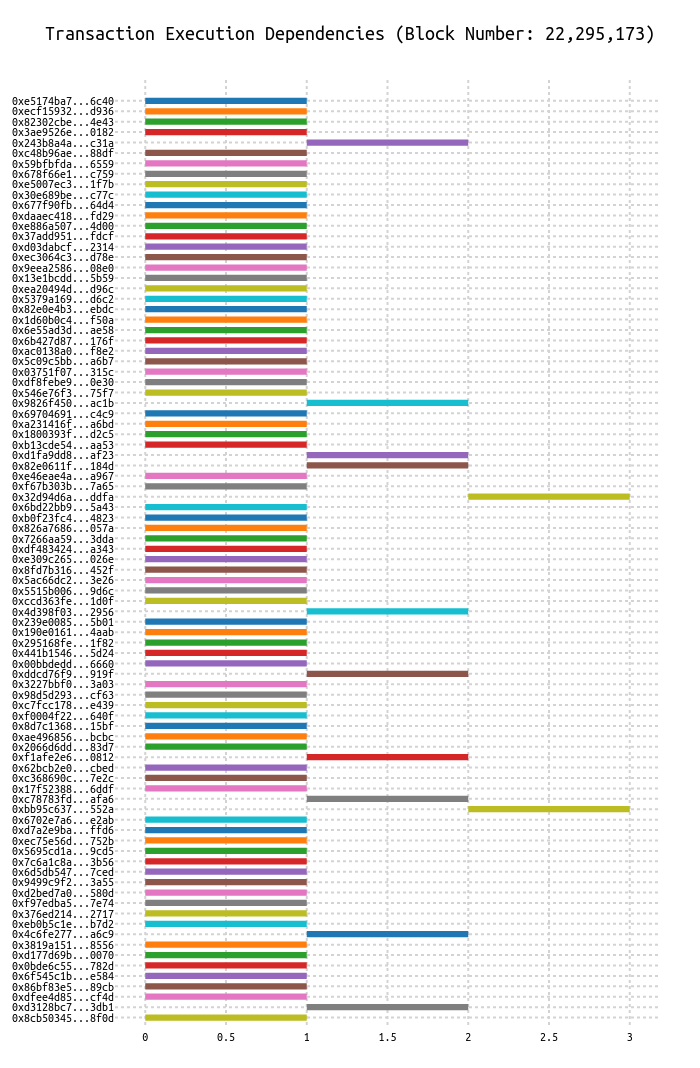 Transaction Execution Dependencies (Block Number: 22,295,173)
0xe5174ba7...6c40
0xecf15932...d936
0x82302cbe...4e43
0x3ae9526e...0182
0x243b8a4a...c31a
0xc48b96ae...88df
0x59bfbfda...6559
0x678f66e1...c759
0xe5007ec3...1f7b
0x30e689be...c77c
0x677f90fb...64d4
0xdaaec418...fd29
0xe886a507...4d00
0x37add951...fdcf
0xd03dabcf...2314
0xec3064c3...d78e
0x9eea2586...08e0
0x13e1bcdd...5b59
0xea20494d...d96c
0x5379a169...d6c2
0x82e0e4b3...ebdc
0x1d60b0c4...f50a
0x6e55ad3d...ae58
0x6b427d87...176f
0xac0138a0...f8e2
0x5c09c5bb...a6b7
0x03751f07...315c
0xdf8febe9...0e30
0x546e76f3...75f7
0x9826f450...ac1b
0x69704691...c4c9
0xa231416f...a6bd
0x1800393f...d2c5
0xb13cde54...aa53
0xd1fa9dd8...af23
0x82e0611f...184d
0xe46eae4a...a967
0xf67b303b...7a65
0x32d94d6a...ddfa
0x6bd22bb9...5a43
0xb0f23fc4...4823
0x826a7686...057a
0x7266aa59...3dda
0xdf483424...a343
0xe309c265...026e
0x8fd7b316...452f
0x5ac66dc2...3e26
0x5515b006...9d6c
0xccd363fe...1d0f
0x4d398f03...2956
0x239e0085...5b01
0x190e0161...4aab
0x295168fe...1f82
0x441b1546...5d24
0x00bbdedd...6660
0xddcd76f9...919f
0x3227bbf0...3a03
0x98d5d293...cf63
0xc7fcc178...e439
0xf0004f22...640f
0x8d7c1368...15bf
0xae496856...bcbc
0x2066d6dd...83d7
0xf1afe2e6...0812
0x62bcb2e0...cbed
0xc368690c...7e2c
0x17f52388...6ddf
0xc78783fd...afa6
0xbb95c637...552a
0x6702e7a6...e2ab
0xd7a2e9ba...ffd6
0xec75e56d...752b
0x5695cd1a...9cd5
0x7c6a1c8a...3b56
0x6d5db547...7ced
0x9499c9f2...3a55
0xd2bed7a0...580d
0xf97edba5...7e74
0x376ed214...2717
0xeb0b5c1e...b7d2
0x4c6fe277...a6c9
0x3819a151...8556
0xd177d69b...0070
0x0bde6c55...782d
0x6f545c1b...e584
0x86bf83e5...89cb
0xdfee4d85...cf4d
0xd3128bc7...3db1
0x8cb50345...8f0d
0 0.5 1 1.5 2 2.5 3